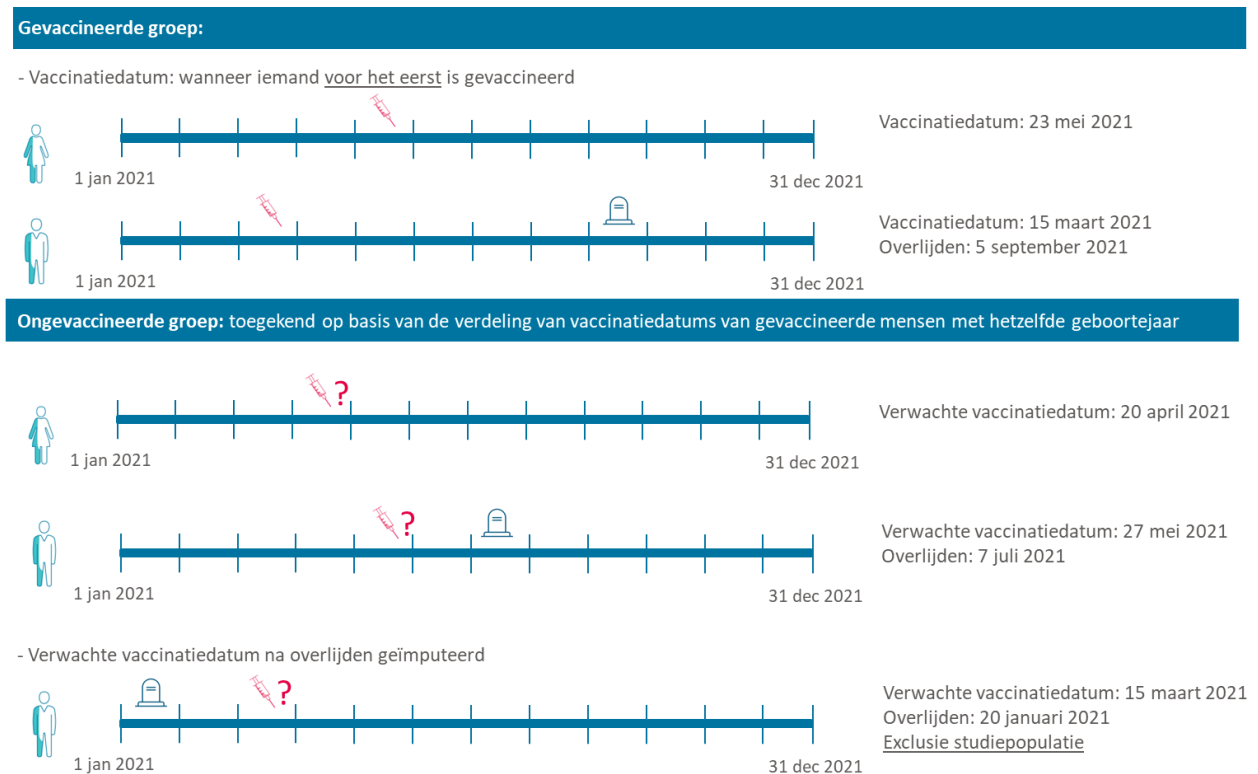 Gevaccineerde groep:
- Vaccinatiedatum: wanneer iemand voor het eerst is gevaccineerd
Vaccinatiedatum: 23 mei 2021
1 jan 2021
31 dec 2021
Vaccinatiedatum: 15 maart 2021
Overlijden: 5 september 2021
1 jan 2021
31 dec 2021
Ongevaccineerde groep: toegekend op basis van de verdeling van vaccinatiedatums van gevaccineerde mensen met hetzelfde geboortejaar
?
Verwachte vaccinatiedatum: 20 april 2021
1 jan 2021
31 dec 2021
?
Verwachte vaccinatiedatum: 27 mei 2021
Overlijden: 7 juli 2021
1 jan 2021
31 dec 2021
- Verwachte vaccinatiedatum na overlijden geïmputeerd
?
Verwachte vaccinatiedatum: 15 maart 2021
Overlijden: 20 januari 2021
Exclusie studiepopulatie
1 jan 2021
31 dec 2021